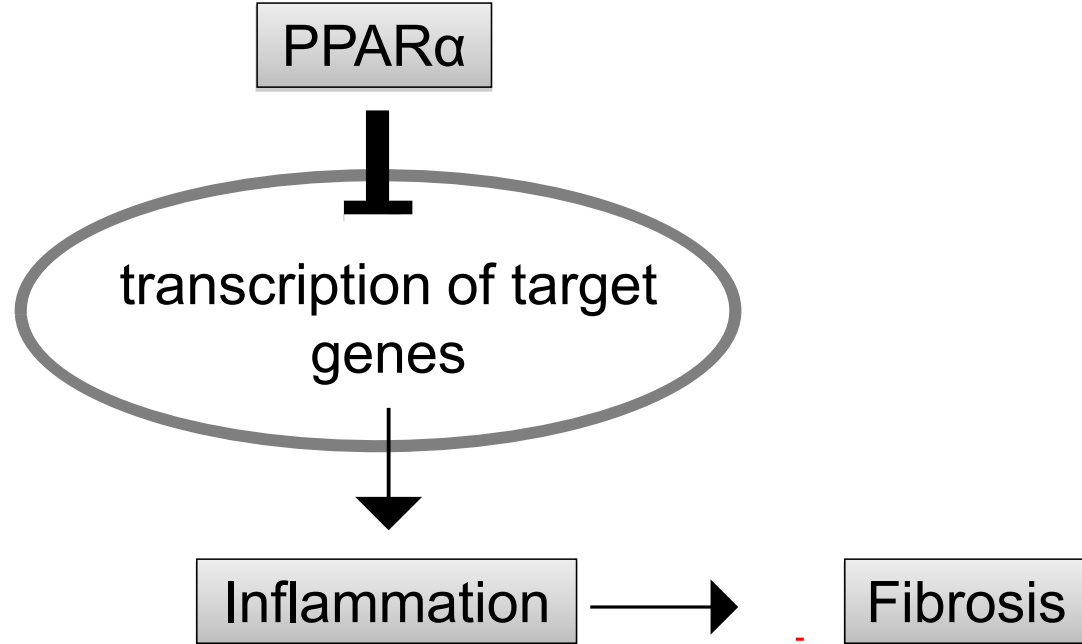 PPARα
transcription of target
genes
Inflammation
Fibrosis